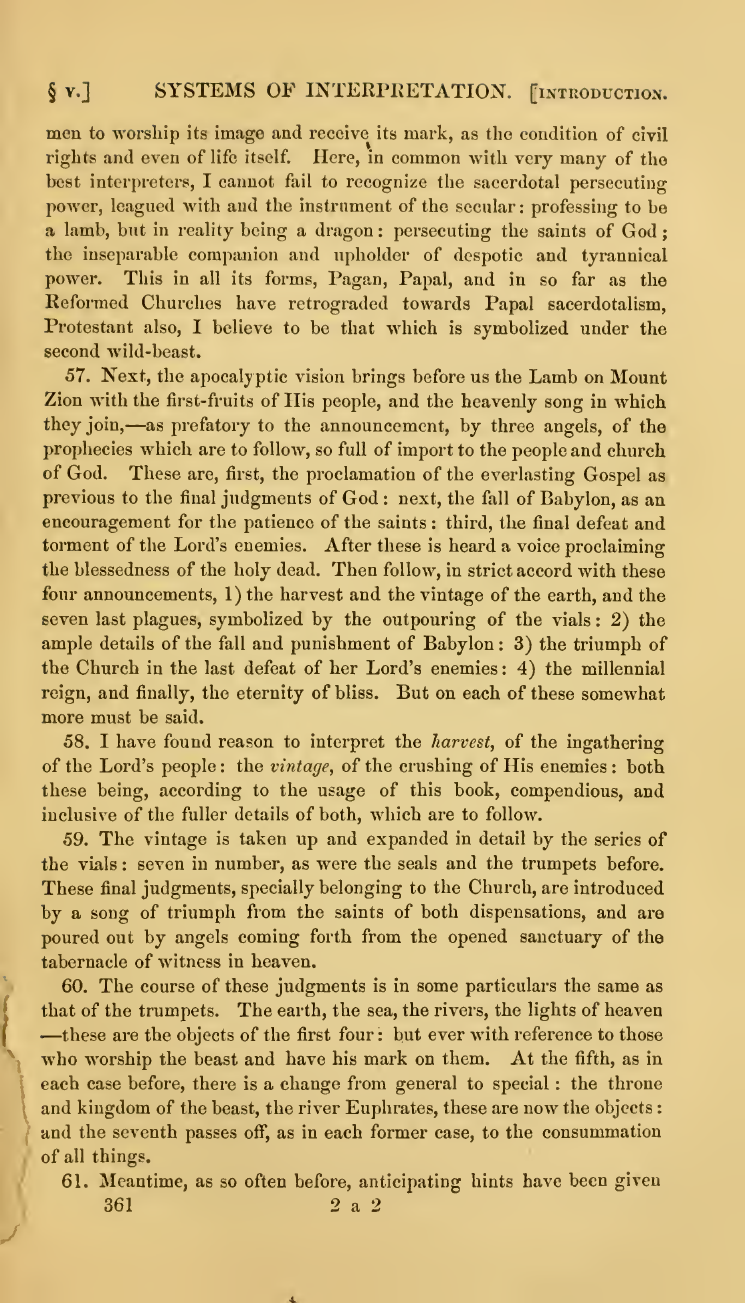 § v.] SYSTEMS OF INTERPRETATION. [INTRODUCTION.
men to worship its image and receive its mark, as the condition of civil
rights and even of life itself. Here, in common with very many of the
best interpreters, I cannot fail to recognize the sacerdotal persecuting
power, leagued with and the instrument of the secular: professing to be
a lamb, but in reality being a dragon: persecuting the saints of God;
the inseparable companion and upholder of despotic and tyrannical
power. This in all its forms, Pagan, Papal, and in so far as the
Reformed Churches have retrograded towards Papal sacerdotalism,
Protestant also, I believe to be that which is symbolized under the
second wild-beast.
57. Next, the apocalyptic vision brings before us the Lamb on Mount
Zion with the first-fruits of His people, and the heavenly song in which
they join,—as prefatory to the announcement, by three angels, of the
prophecies which are to follow, so full of import to the people and church
of God. These are, first, the proclamation of the everlasting Gospel as
previous to the final judgments of God: next, the fall of Babylon, as an
encouragement for the patience of the saints: third, the final defeat and
torment of the Lord's enemies. After these is heard a voice proclaiming
the blessedness of the holy dead. Then follow, in strict accord with these
four announcements, 1) the harvest and the vintage of the earth, and the
seven last plagues, symbolized by the outpouring of the vials: 2) the
ample details of the fall and punishment of Babylon: 3) the triumph of
the Church in the last defeat of her Lord's enemies: 4) the millennial
reign, and finally, the eternity of bliss. But on each of these somewhat
more must be said.
58. I have found reason to interpret the harvest, of the ingathering
of the Lord's people: the vintage, of the crushing of His enemies: both
these being, according to the usage of this book, compendious, and
inclusive of the fuller details of both, which are to follow.
59. The vintage is taken up and expanded in detail by the series of
the vials: seven in number, as were the seals and the trumpets before.
These final judgments, specially belonging to the Church, are introduced
by a song of triumph from the saints of both dispensations, and are
poured out by angels coming forth from the opened sanctuary of the
tabernacle of witness in heaven.
60. The course of these judgments is in some particulars the same as
that of the trumpets. The earth, the sea, the rivers, the lights of heaven
—these are the objects of the first four: but ever with reference to those
who worship the beast and have his mark on them. At the fifth, as in
each case before, there is a change from general to special: the throne
and kingdom of the beast, the river Euphrates, these are now the objects:
and the seventh passes off, as in each former case, to the consummation
of all things.
61. Meantime, as so often before, anticipating hints have been given
361 2 a 2